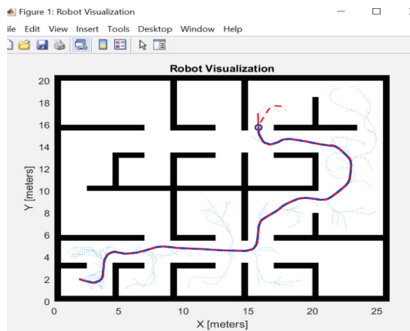 Figure 1: Robot Visualization
ile Edit View Insert Tools Desktop Window Help
Robot Visualization
Y [meters]
20
18
16
14
12
10
8
6
4
2
0
0 5 10 15 20 25
X [meters]